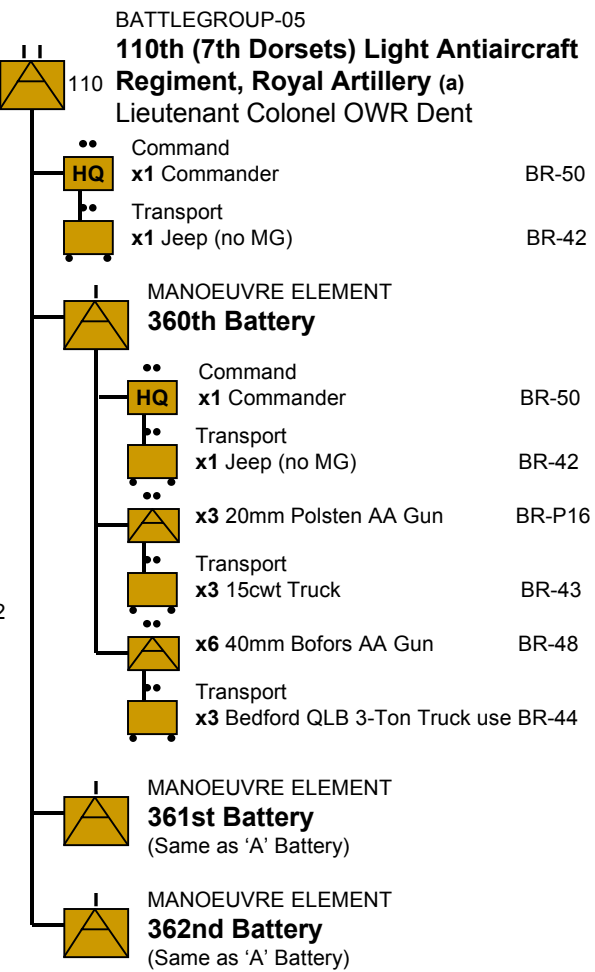 BATTLEGROUP-05
110th (7th Dorsets) Light Antiaircraft
110 Regiment, Royal Artillery (a)
Lieutenant Colonel OWR Dent
Command
HQ x1 Commander BR-50
Transport
x1 Jeep (no MG) BR-42
MANOEUVRE ELEMENT
360th Battery
Command
HQ x1 Commander BR-50
Transport
x1 Jeep (no MG) BR-42
x3 20mm Polsten AA Gun BR-P16
Transport
x3 15cwt Truck BR-43
2
x6 40mm Bofors AA Gun BR-48
Transport
x3 Bedford QLB 3-Ton Truck use BR-44
MANOEUVRE ELEMENT
361st Battery
(Same as ‘A’ Battery)
MANOEUVRE ELEMENT
362nd Battery
(Same as ‘A’ Battery)